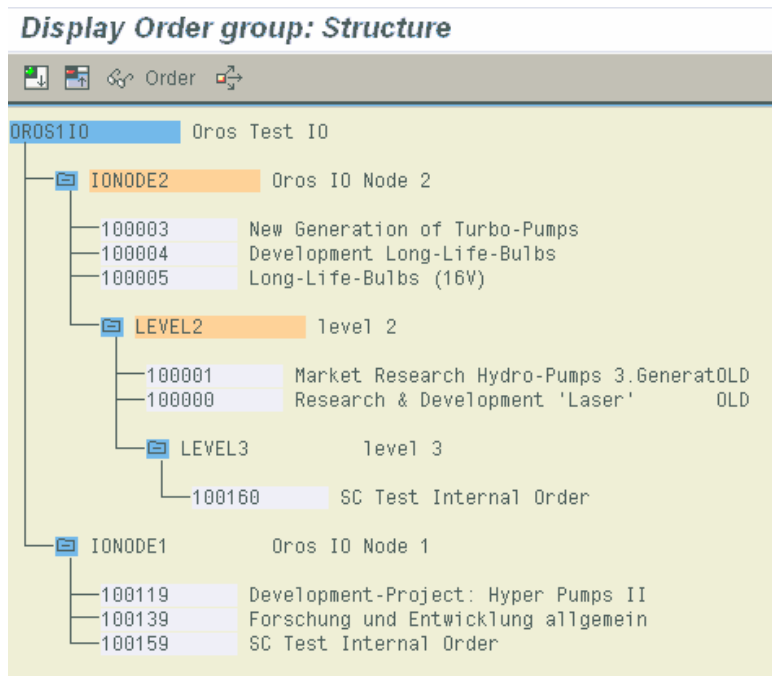 Display Order group: Structure
Order
OROS1IO Oros Test IO
IONODE2 Oros IO Node 2
100003 New Generation of Turbo-Pumps
100004 Development Long-Life-Bulbs
100005 Long-Life-Bulbs (16V)
LEVEL2 level 2
100001 Market Research Hydro-Pumps 3.GeneratOLD
100000 Research & Development 'Laser' OLD
LEVEL3 level 3
100160 SC Test Internal Order
IONODE1 Oros IO Node 1
100119 Development-Project: Hyper Pumps II
100139 Forschung und Entwicklung allgemein
100159 SC Test Internal Order